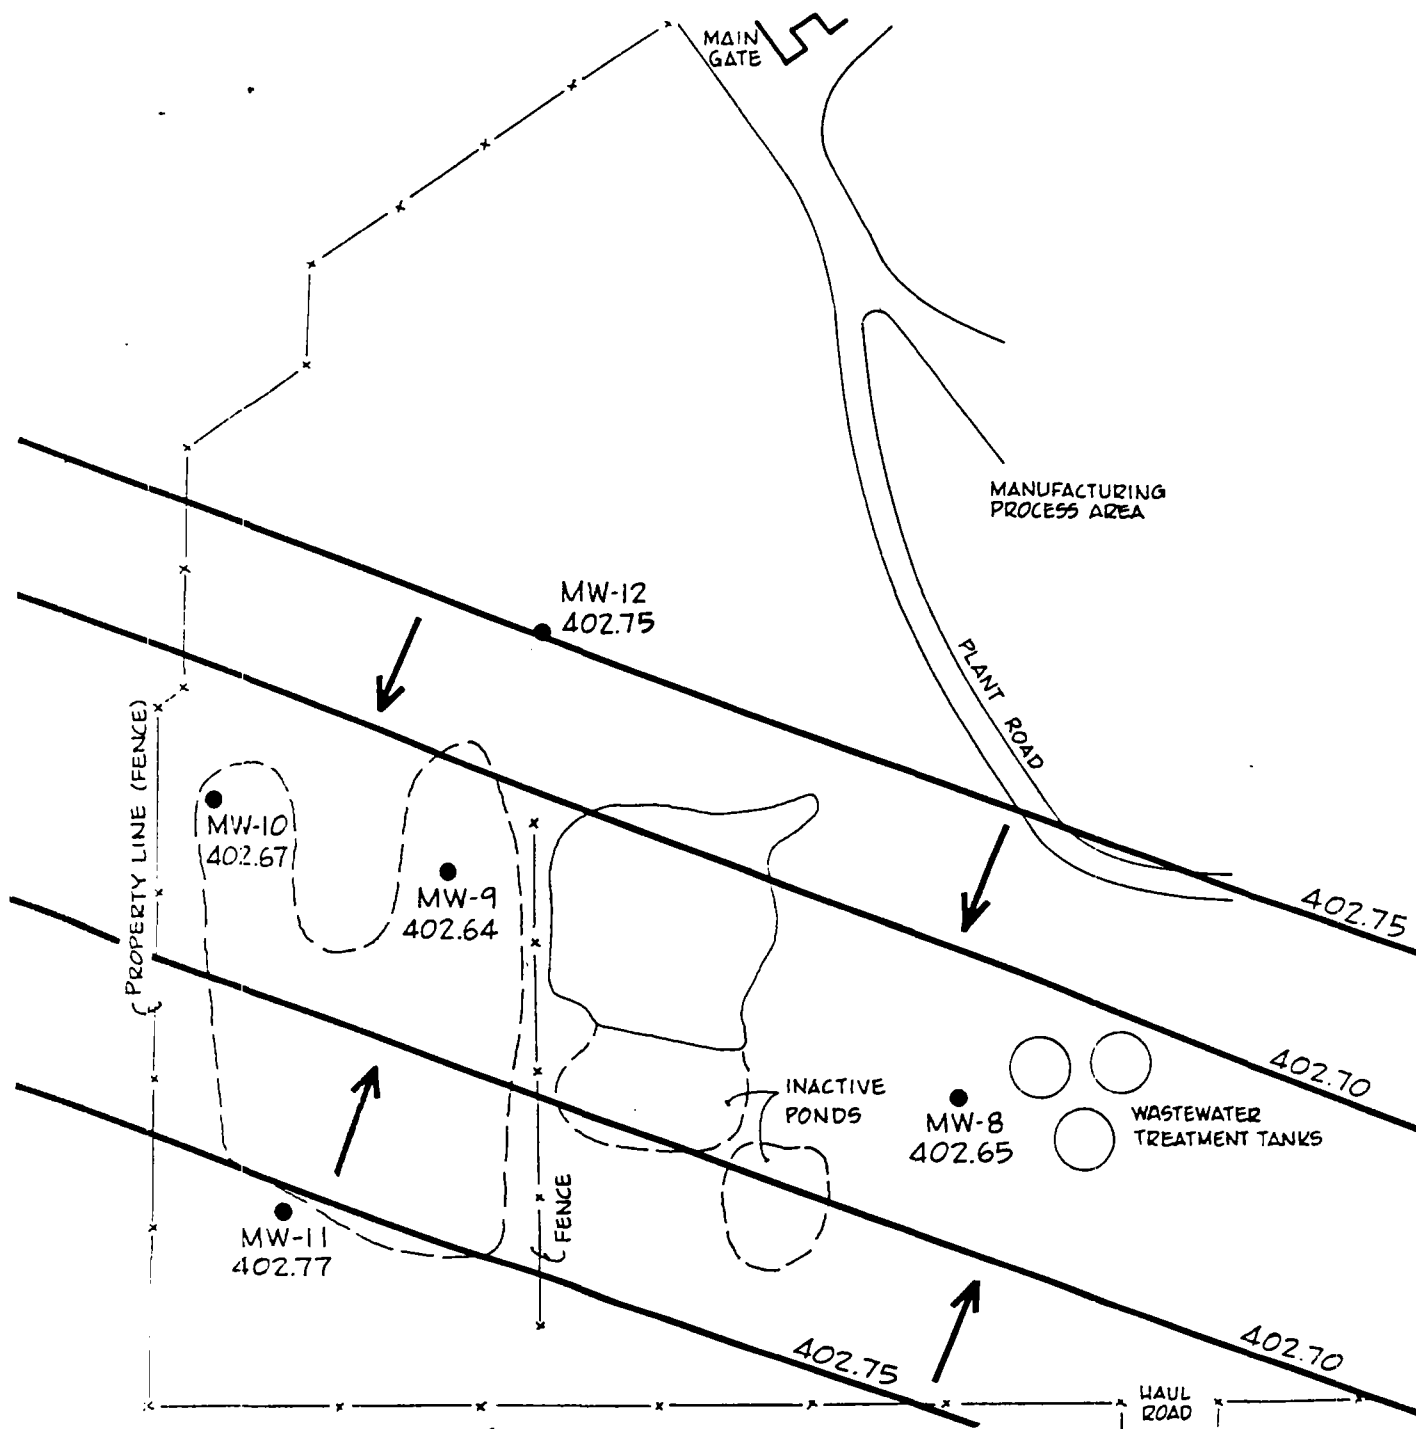 MAIN
GATE
MANUFACTURING
PROCESS AREA
MW-12
402.75
PLANT ROAD
PROPERTY LINE (FENCE)
MW-10
402.67
MW-9
402.64
402.75
402.70
INACTIVE
PONDS
MW-8
402.65
WASTEWATER
TREATMENT TANKS
FENCE
MW-11
402.77
402.75
402.70
HAUL
ROAD